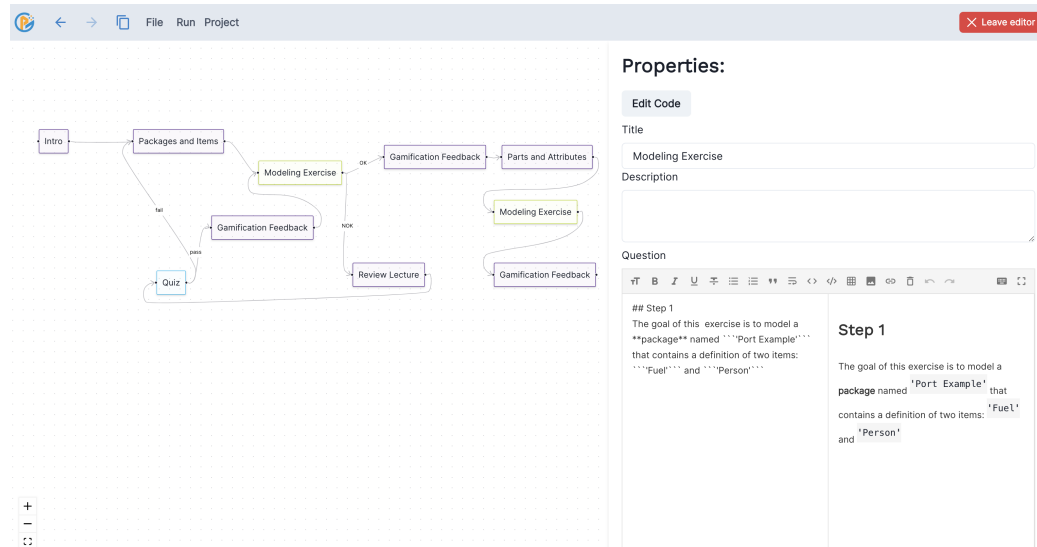 File Run Project
Leave editor
Properties:
Edit Code
Title
Modeling Exercise
Description
Question
Intro
Packages and Items
Modeling Exercise
OK
Gamification Feedback
Parts and Attributes
fail
Gamification Feedback
NOK
Modeling Exercise
pass
Quiz
Review Lecture
Gamification Feedback
## Step 1
The goal of this  exercise is to model a
**package** named ```'Port Example'```
that contains a definition of two items:
```'Fuel'``` and ```'Person'```
Step 1
The goal of this exercise is to model a
package named 'Port Example' that
contains a definition of two items: 'Fuel'
and 'Person'